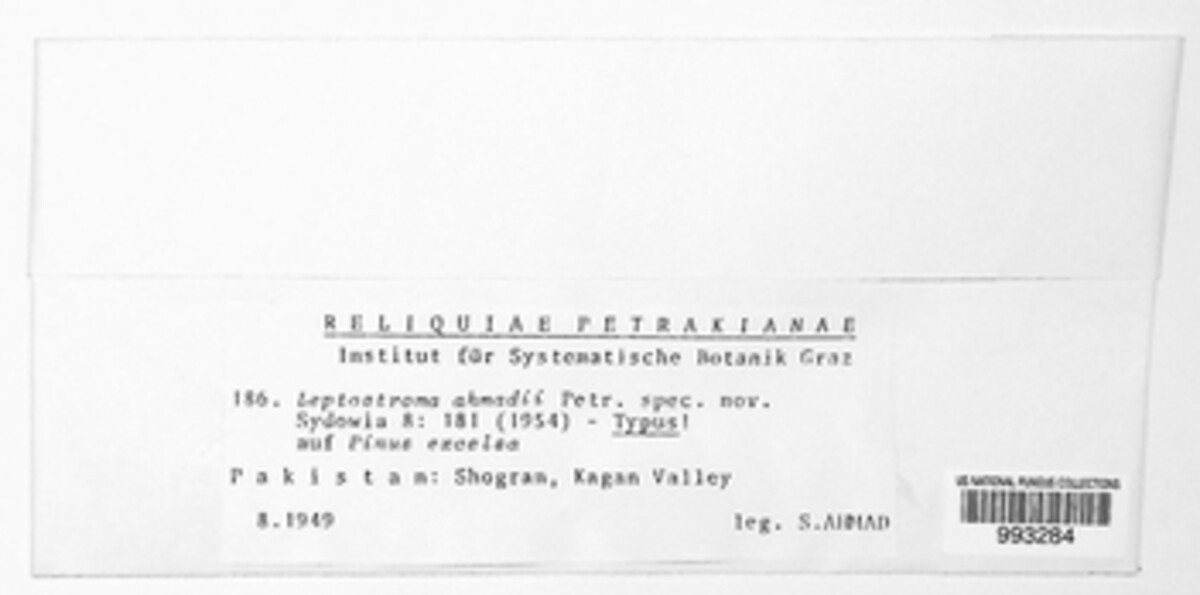 RELIQUIAE PETRAKIANAE
Institut für Systematische Botanik Graz
186. Leptostroma ahmadii Petr. spec. nov.
Sydowia 8: 181 (1954) - Typus!
auf Pinus excelsa
Pakistan: Shogran, Kagan Valley
8.1949 leg. S.AHMAD
US NATIONAL FUNGUS COLLECTIONS
993284